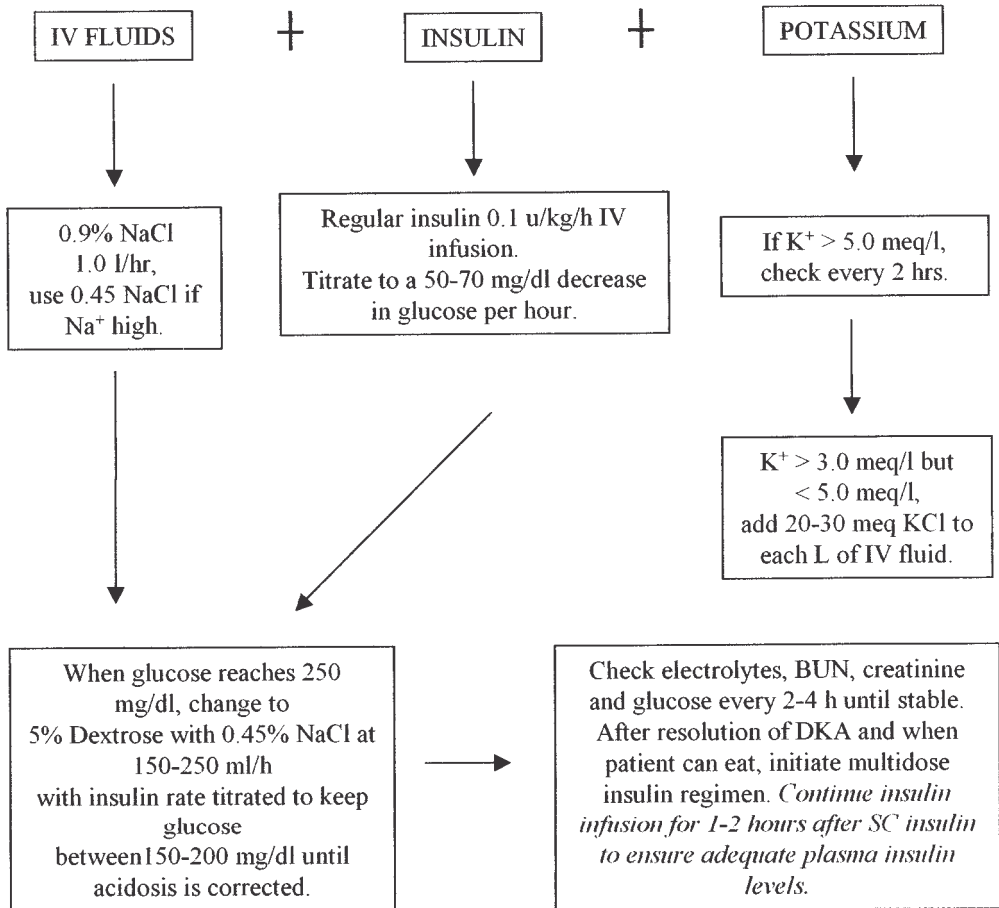 IV FLUIDS + INSULIN + POTASSIUM
0.9% NaCl
1.0 l/hr,
use 0.45 NaCl if
Na⁺ high.
Regular insulin 0.1 u/kg/h IV
infusion.
Titrate to a 50-70 mg/dl decrease
in glucose per hour.
If K⁺ > 5.0 meq/l,
check every 2 hrs.
K⁺ > 3.0 meq/l but
< 5.0 meq/l,
add 20-30 meq KCl to
each L of IV fluid.
When glucose reaches 250
mg/dl, change to
5% Dextrose with 0.45% NaCl at
150-250 ml/h
with insulin rate titrated to keep
glucose
between150-200 mg/dl until
acidosis is corrected.
Check electrolytes, BUN, creatinine
and glucose every 2-4 h until stable.
After resolution of DKA and when
patient can eat, initiate multidose
insulin regimen. Continue insulin
infusion for 1-2 hours after SC insulin
to ensure adequate plasma insulin
levels.